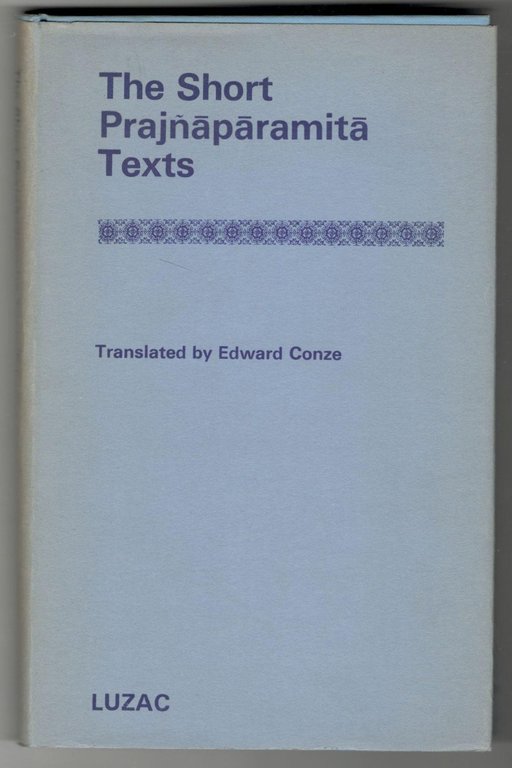 The Short
Prajñāpāramitā
Texts
Translated by Edward Conze
LUZAC